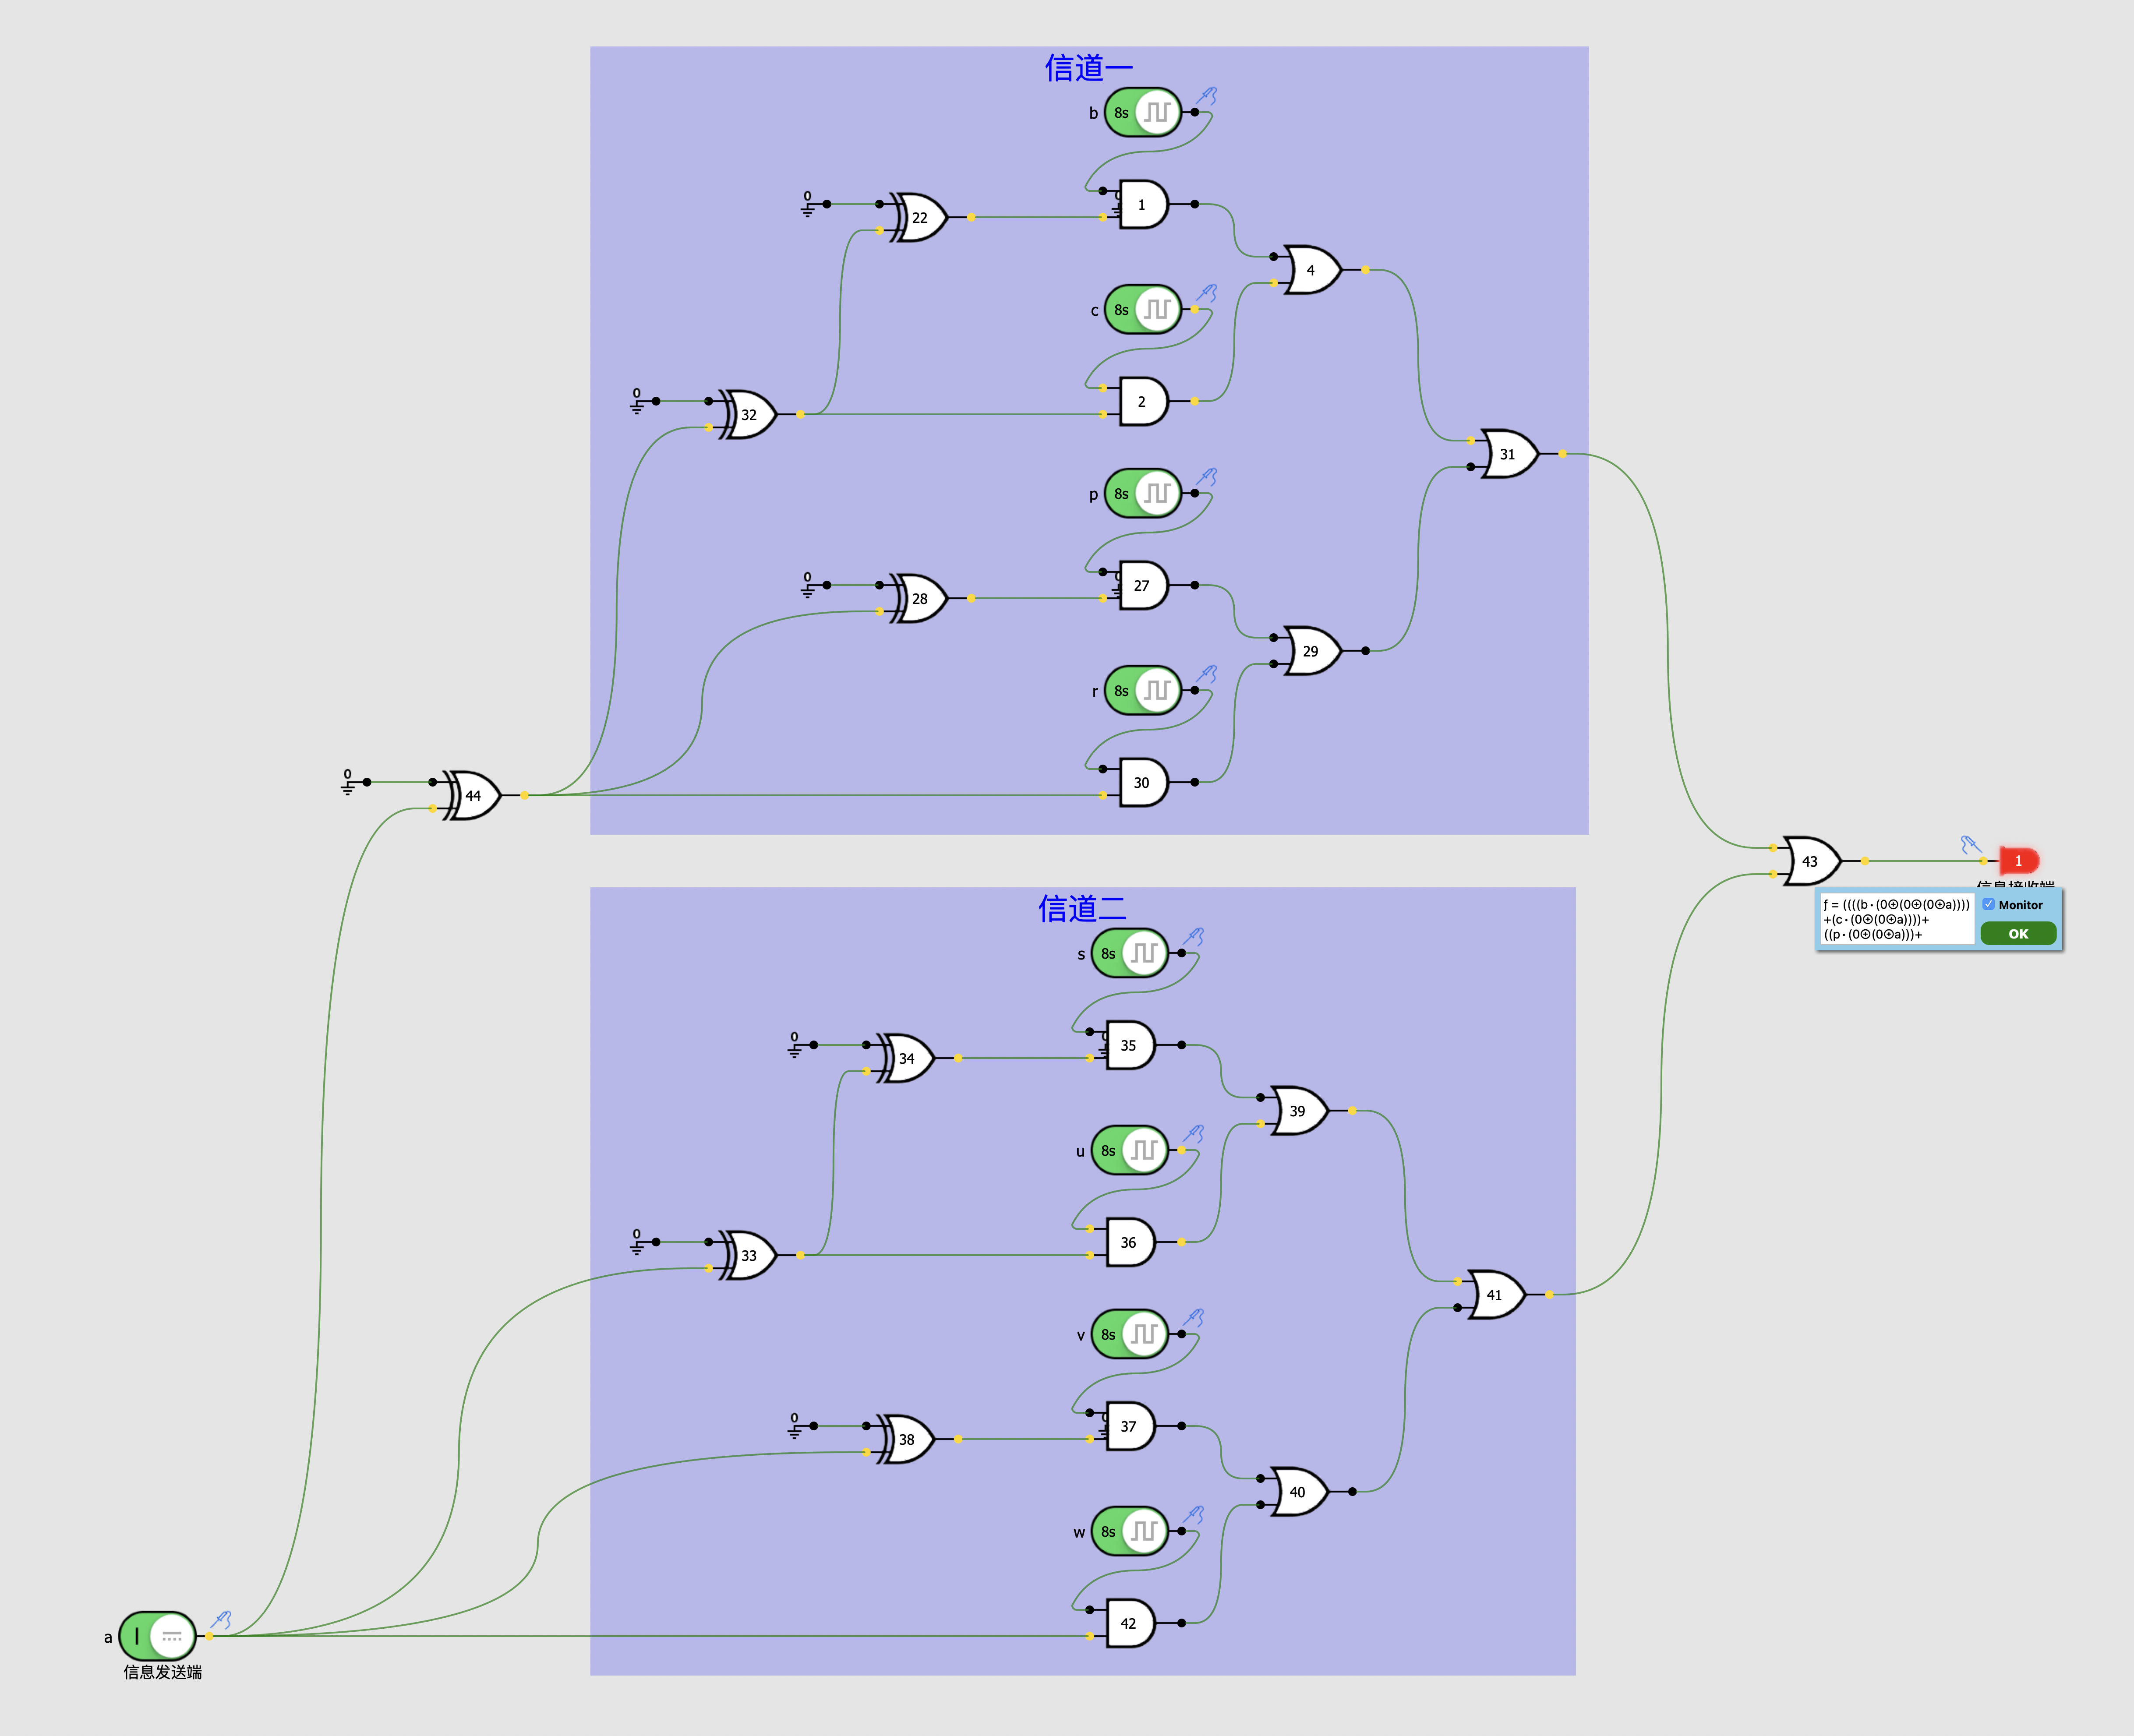 信道一
b
8s
0
22
1
4
c
8s
0
32
2
31
p
8s
0
28
27
29
r
8s
0
44
30
43
1
信息接收端
ƒ = ((((b·(0⊕(0⊕(0⊕a))))
+(c·(0⊕(0⊕a))))+
((p·(0⊕(0⊕a)))+
Monitor
OK
信道二
s
8s
0
34
35
39
u
8s
0
33
36
41
v
8s
0
38
37
40
w
8s
42
a
信息发送端